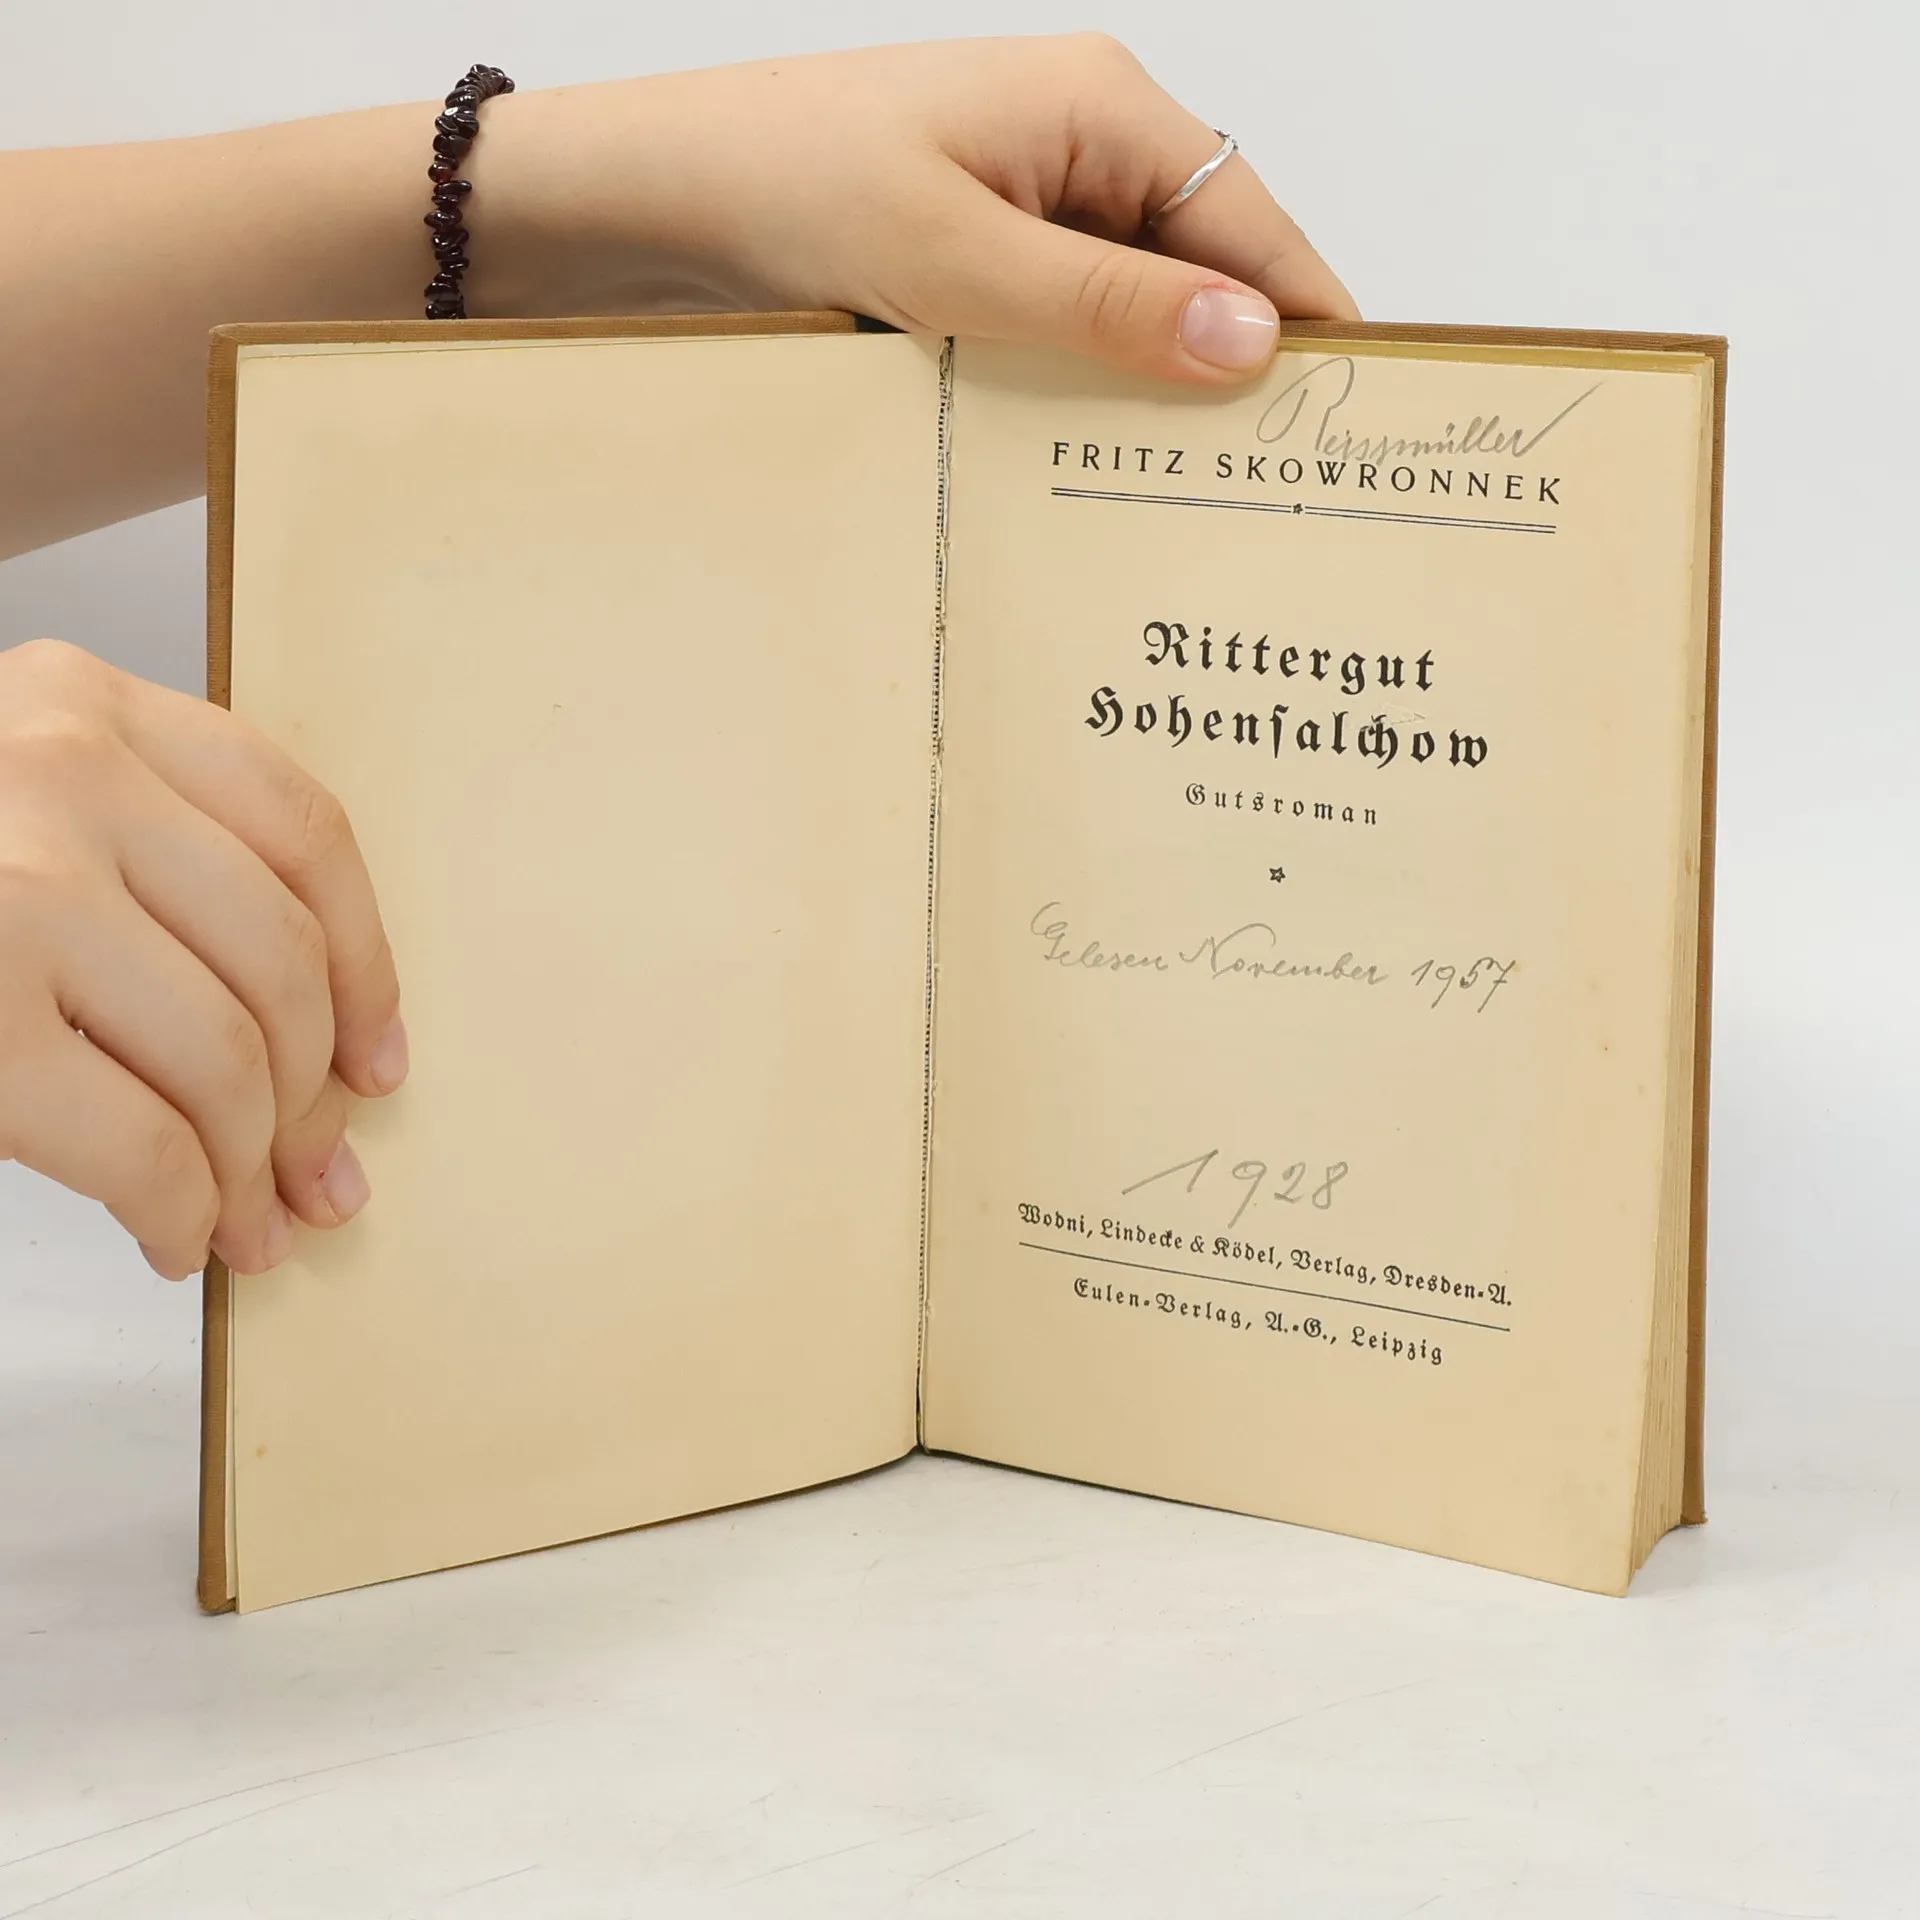 Reissmüller
FRITZ SKOWRONNEK
Rittergut
Hohenſalchow
Gutsroman
Gelesen November 1957
1928
Wodni, Lindecke & Ködel, Verlag, Dresden-A.
Eulen-Verlag, A.-G., Leipzig